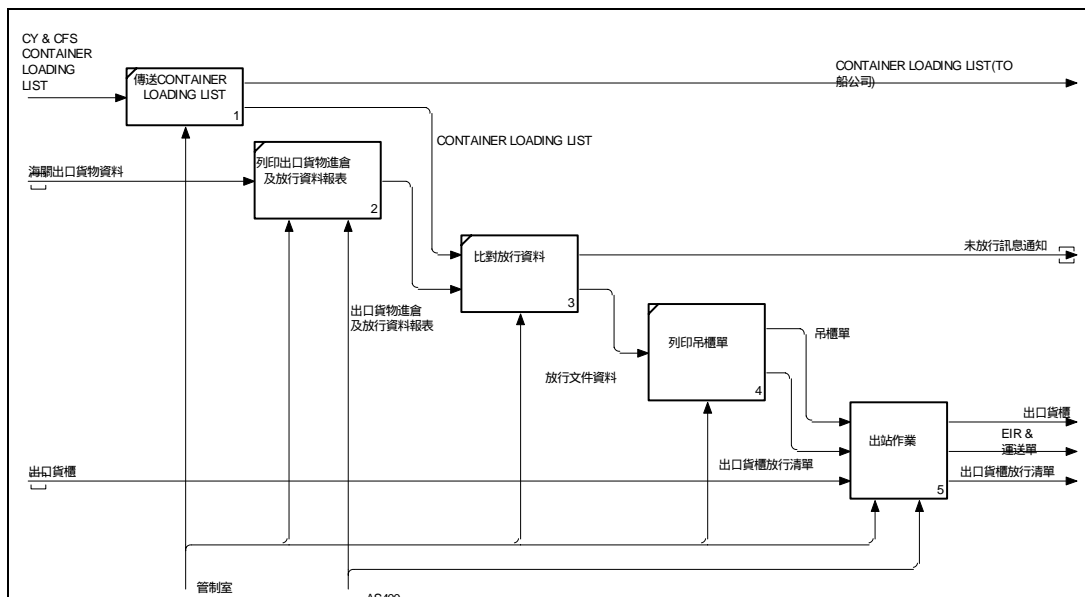 CY & CFS
CONTAINER
LOADING
LIST
傳送CONTAINER
LOADING LIST
1
CONTAINER LOADING LIST(TO
船公司)
CONTAINER LOADING LIST
海關出口貨物資料
列印出口貨物進倉
及放行資料報表
2
比對放行資料
3
未放行訊息通知
出口貨物進倉
及放行資料報表
列印吊櫃單
4
吊櫃單
放行文件資料
出站作業
5
出口貨櫃
EIR &
運送單
出口貨櫃放行清單
出口貨櫃放行清單
出口貨櫃
管制室
AS400